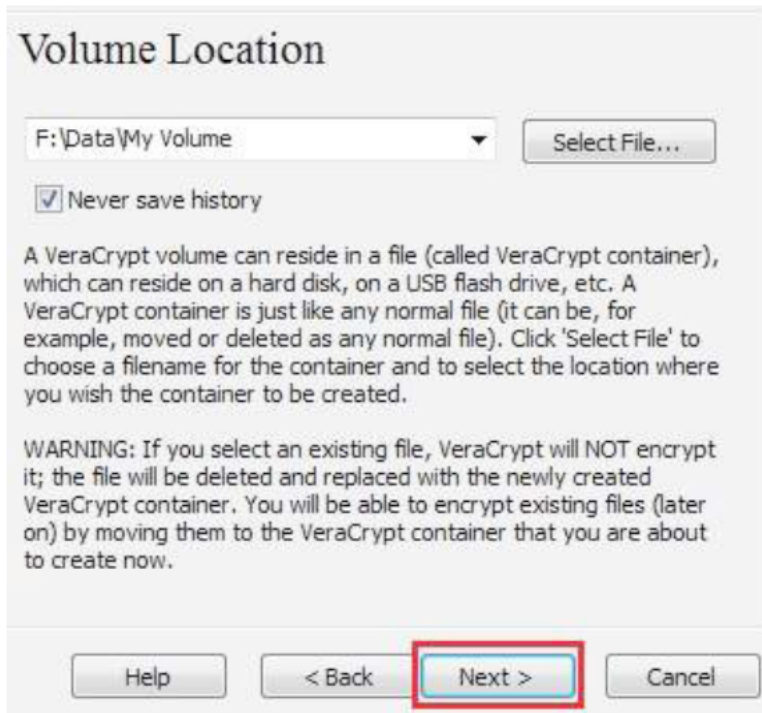 Volume Location
F:\Data\My Volume
Select File...
Never save history
A VeraCrypt volume can reside in a file (called VeraCrypt container),
which can reside on a hard disk, on a USB flash drive, etc. A
VeraCrypt container is just like any normal file (it can be, for
example, moved or deleted as any normal file). Click 'Select File' to
choose a filename for the container and to select the location where
you wish the container to be created.
WARNING: If you select an existing file, VeraCrypt will NOT encrypt
it; the file will be deleted and replaced with the newly created
VeraCrypt container. You will be able to encrypt existing files (later
on) by moving them to the VeraCrypt container that you are about
to create now.
Help
< Back
Next >
Cancel